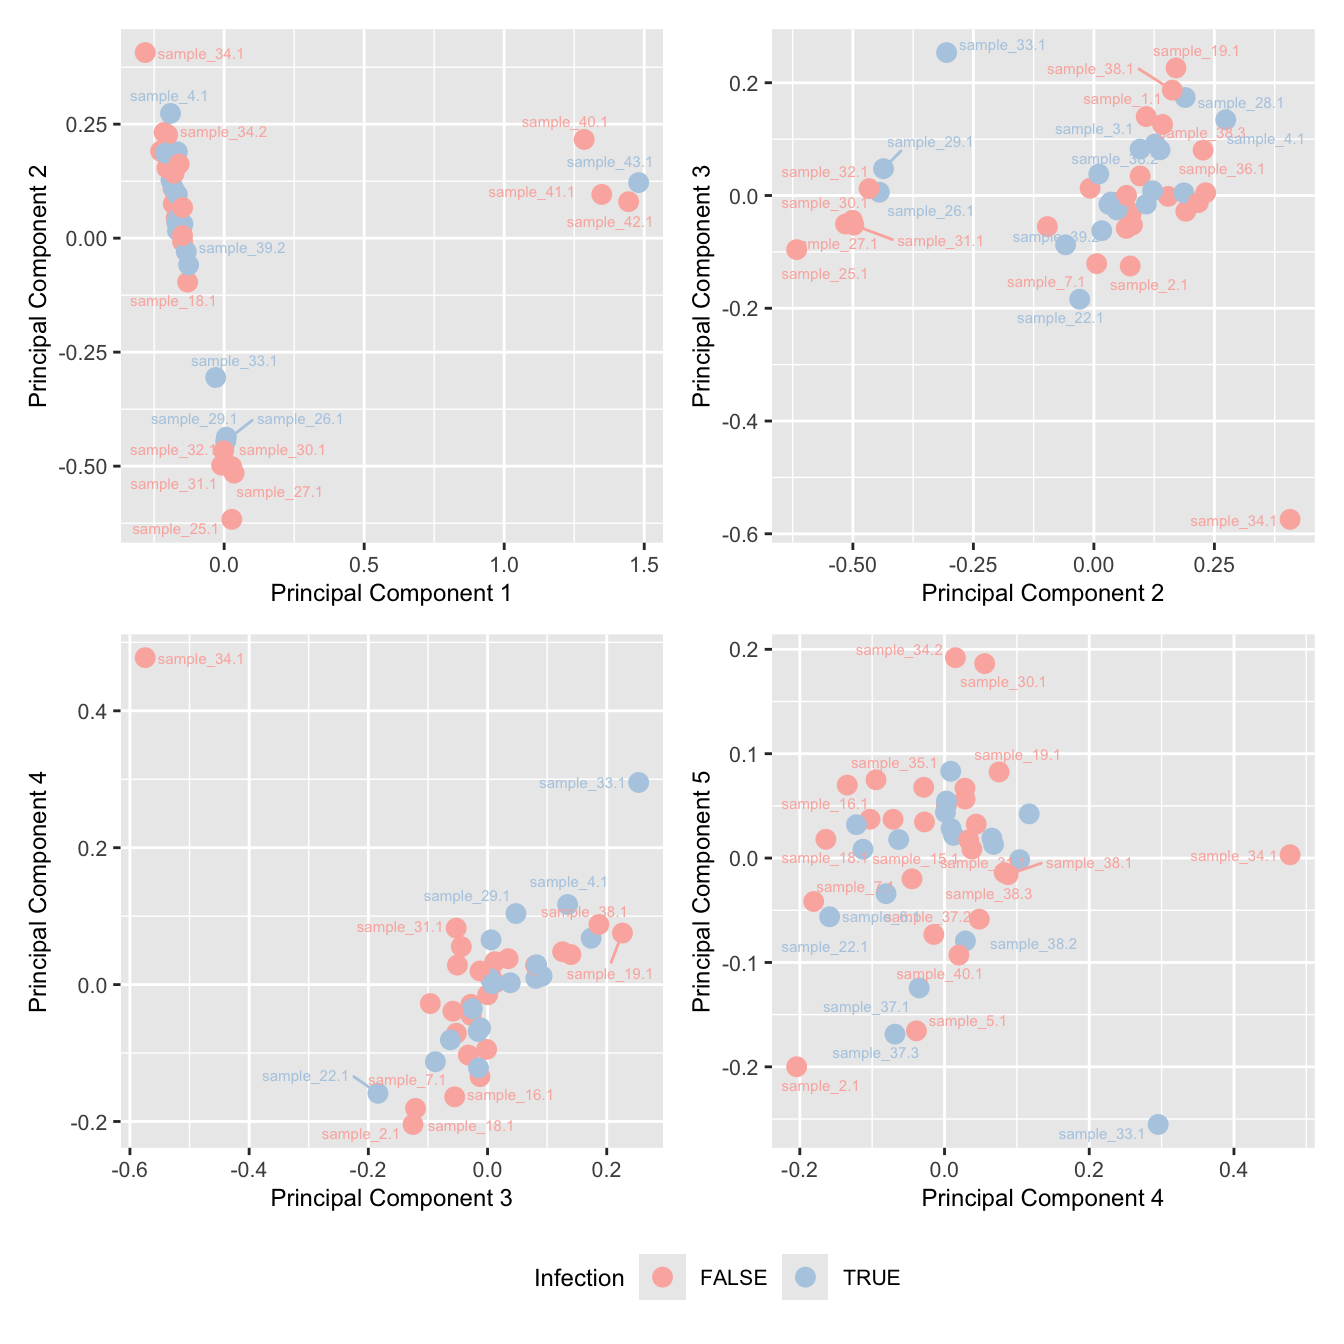 sample_34.1
sample_4.1
sample_34.2
sample_40.1
sample_43.1
sample_41.1
sample_42.1
sample_39.2
sample_18.1
sample_33.1
sample_29.1
sample_26.1
sample_32.1
sample_30.1
sample_31.1
sample_27.1
sample_25.1
0.25
0.00
-0.25
-0.50
0.0
0.5
1.0
1.5
Principal Component 1
Principal Component 2
sample_33.1
sample_19.1
sample_38.1
sample_1.1
sample_28.1
sample_3.1
sample_38.3
sample_4.1
sample_29.1
sample_38.2
sample_36.1
sample_32.1
sample_30.1
sample_26.1
sample_39.2
sample_31.1
sample_27.1
sample_25.1
sample_7.1
sample_2.1
sample_22.1
sample_34.1
0.2
0.0
-0.2
-0.4
-0.6
-0.50
-0.25
0.00
0.25
Principal Component 2
Principal Component 3
sample_34.1
sample_33.1
sample_4.1
sample_29.1
sample_38.1
sample_31.1
sample_19.1
sample_22.1
sample_7.1
sample_16.1
sample_18.1
sample_2.1
0.4
0.2
0.0
-0.2
-0.6
-0.4
-0.2
0.0
0.2
Principal Component 3
Principal Component 4
sample_34.2
sample_30.1
sample_19.1
sample_35.1
sample_16.1
sample_18.1
sample_15.1
sample_38.1
sample_34.1
sample_38.3
sample_37.2
sample_22.1
sample_38.2
sample_40.1
sample_37.1
sample_5.1
sample_37.3
sample_2.1
sample_33.1
0.2
0.1
0.0
-0.1
-0.2
-0.2
0.0
0.2
0.4
Principal Component 4
Principal Component 5
Infection
FALSE
TRUE